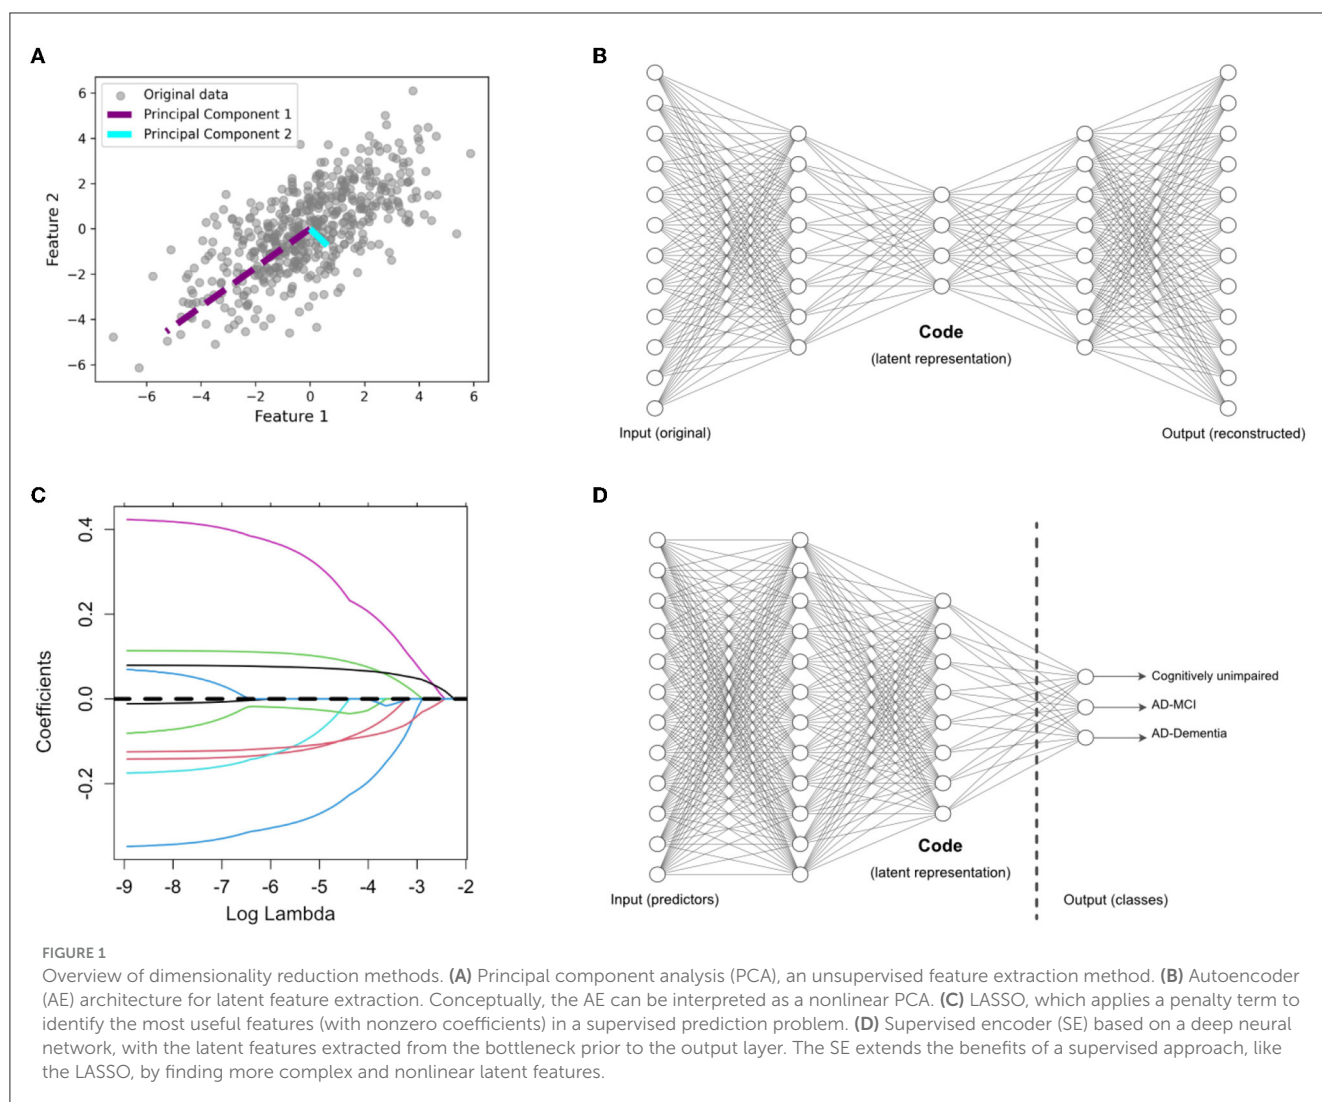 A
6
4
2
0
−2
−4
−6
Feature 2
Original data
Principal Component 1
Principal Component 2
−6 −4 −2 0 2 4 6
Feature 1
B
Code
(latent representation)
Input (original)
Output (reconstructed)
C
0.4
0.2
0.0
-0.2
Coefficients
-9 -8 -7 -6 -5 -4 -3 -2
Log Lambda
D
Cognitively unimpaired
AD-MCI
AD-Dementia
Code
(latent representation)
Input (predictors)
Output (classes)
FIGURE 1
Overview of dimensionality reduction methods. (A) Principal component analysis (PCA), an unsupervised feature extraction method. (B) Autoencoder
(AE) architecture for latent feature extraction. Conceptually, the AE can be interpreted as a nonlinear PCA. (C) LASSO, which applies a penalty term to
identify the most useful features (with nonzero coefficients) in a supervised prediction problem. (D) Supervised encoder (SE) based on a deep neural
network, with the latent features extracted from the bottleneck prior to the output layer. The SE extends the benefits of a supervised approach, like
the LASSO, by finding more complex and nonlinear latent features.